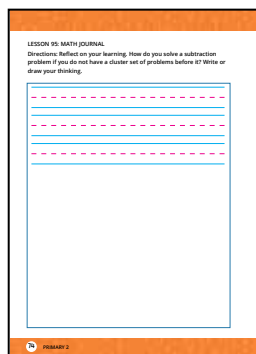 LESSON 95: MATH JOURNAL
Directions: Reflect on your learning. How do you solve a subtraction
problem if you do not have a cluster set of problems before it? Write or
draw your thinking.
74 PRIMARY 2